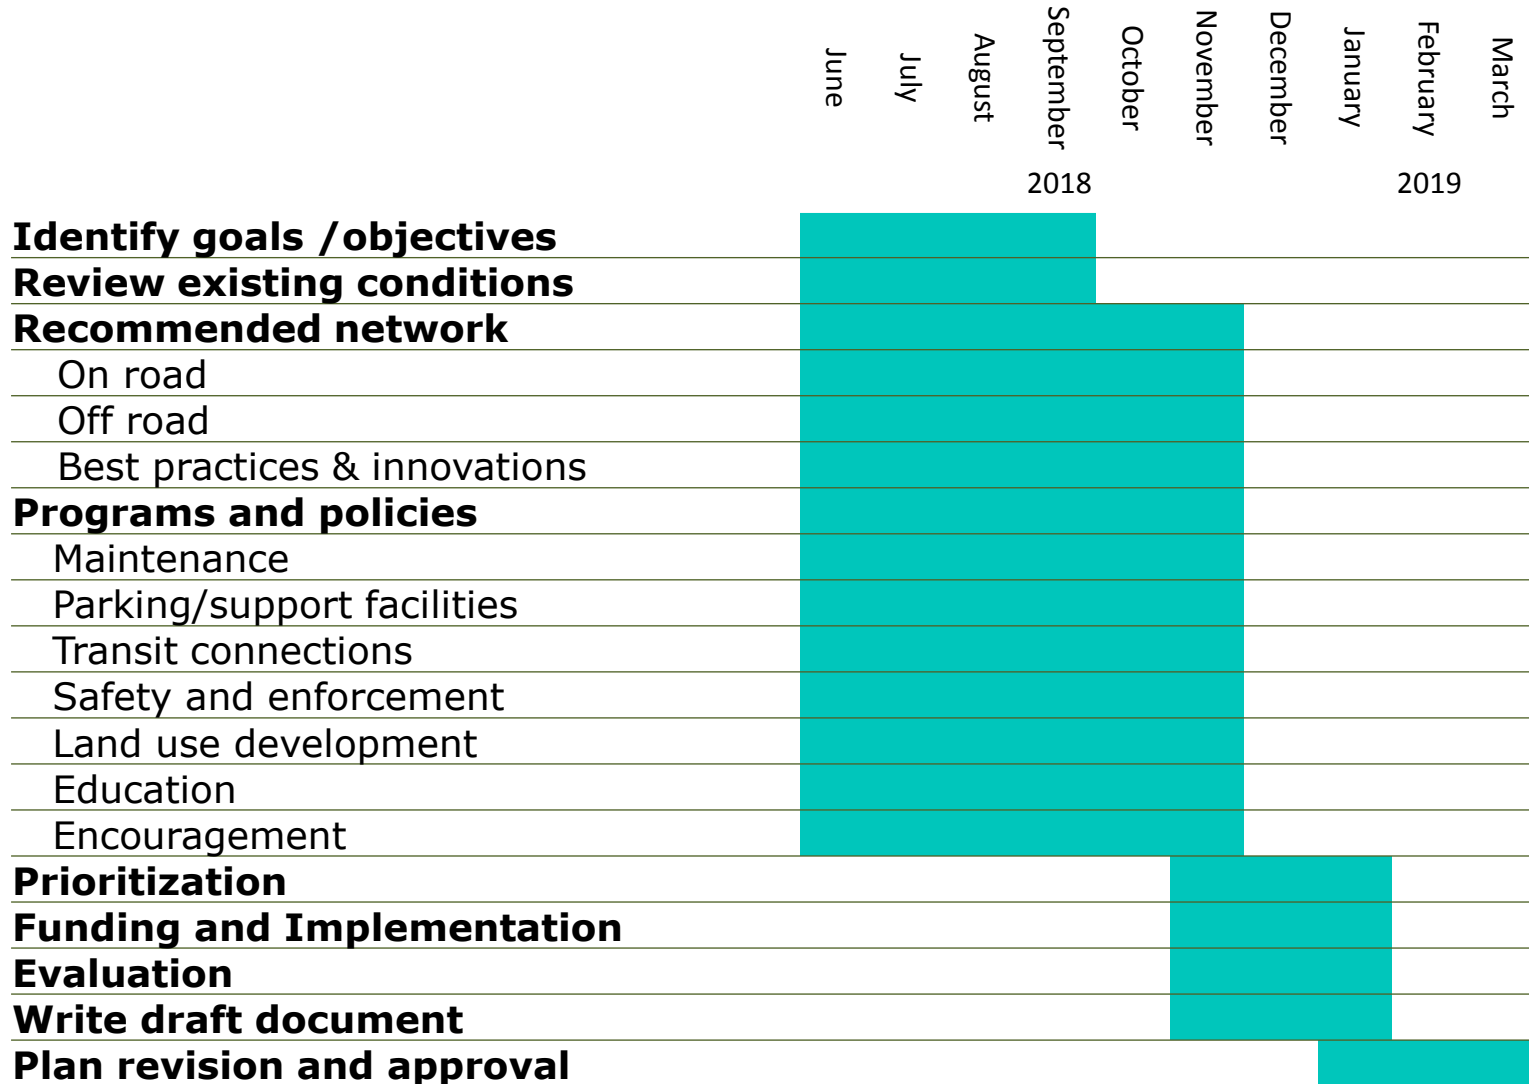 June
July
August
September
October
November
December
January
February
March
2018
2019
Identify goals /objectives
Review existing conditions
Recommended network
On road
Off road
Best practices & innovations
Programs and policies
Maintenance
Parking/support facilities
Transit connections
Safety and enforcement
Land use development
Education
Encouragement
Prioritization
Funding and Implementation
Evaluation
Write draft document
Plan revision and approval